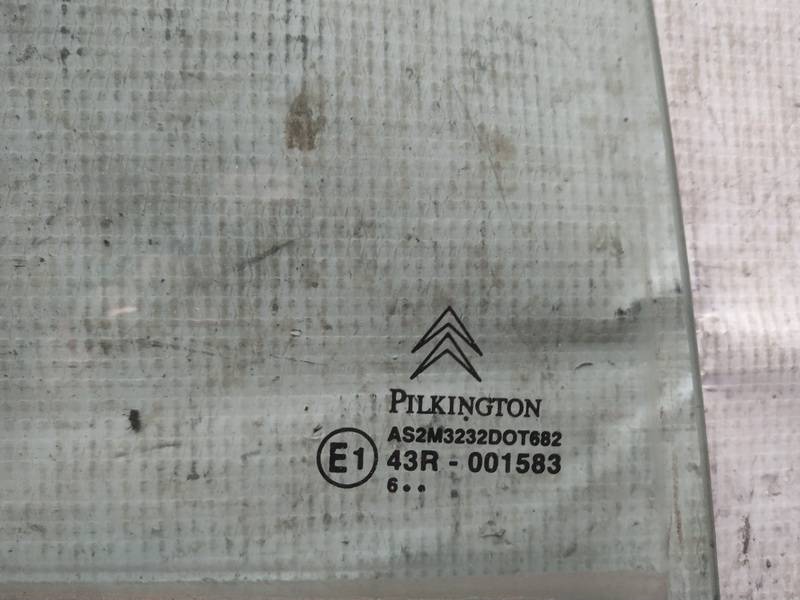 PILKINGTON
AS2M3232DOT682
E1 43R - 001583
6••